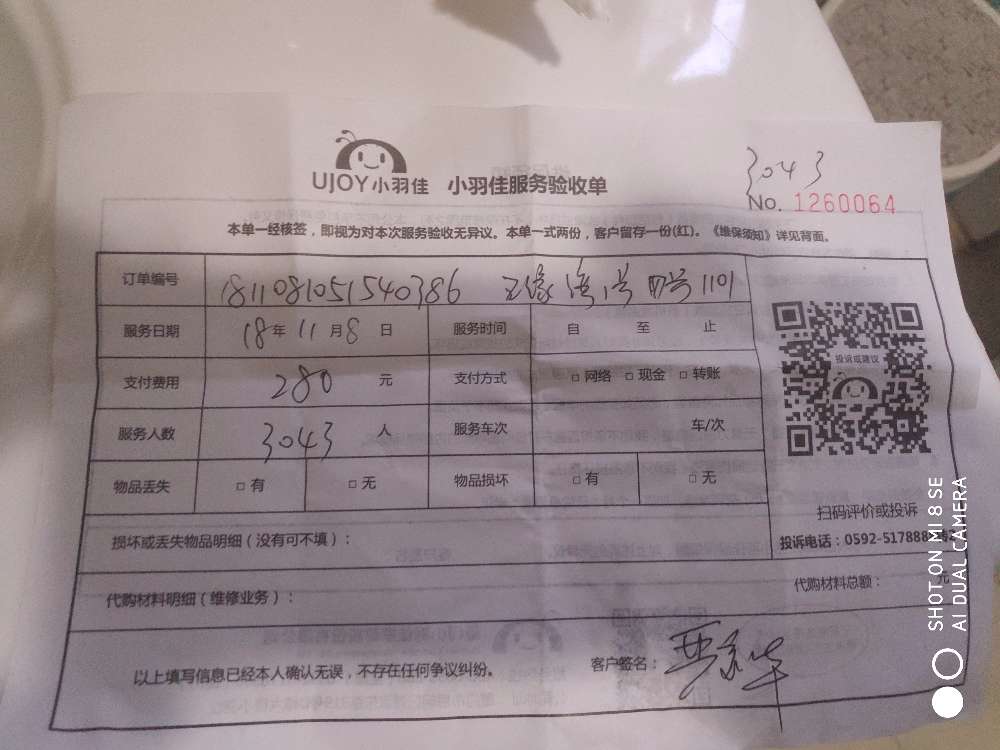 3043
UJOY小羽佳 小羽佳服务验收单
No. 1260064
本单一经核签，即视为对本次服务验收无异议。本单一式两份，客户留存一份(红)。《维保须知》详见背面。
订单编号 1811081051540386 号 1101
服务日期 18年 11月8 日 服务时间 自 至 止
支付费用 280 元 支付方式 □ 网络 □ 现金 □ 转账
服务人数 3043 人 服务车次 车/次
物品丢失 □ 有 □ 无 物品损坏 □ 有 □ 无
投诉或建议
扫码评价或投诉
损坏或丢失物品明细（没有可不填）：
投诉电话：0592-517888
代购材料明细（维修业务）： 代购材料总额： 元
以上填写信息已经本人确认无误，不存在任何争议纠纷。 客户签名：
SHOT ON MI 8 SE
AI DUAL CAMERA